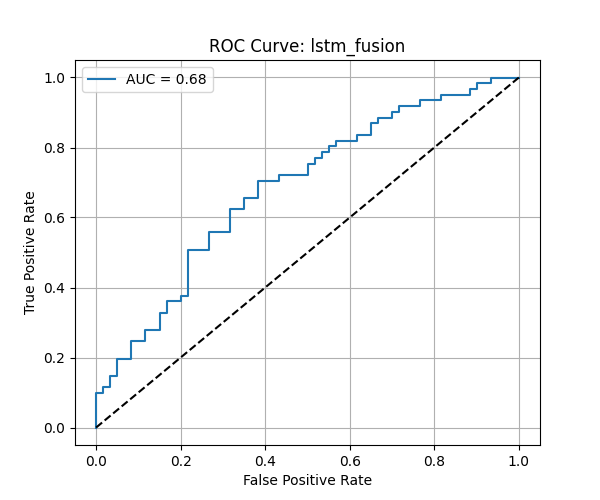 ROC Curve: lstm_fusion
AUC = 0.68
1.0
0.8
0.6
0.4
0.2
0.0
True Positive Rate
0.0 0.2 0.4 0.6 0.8 1.0
False Positive Rate